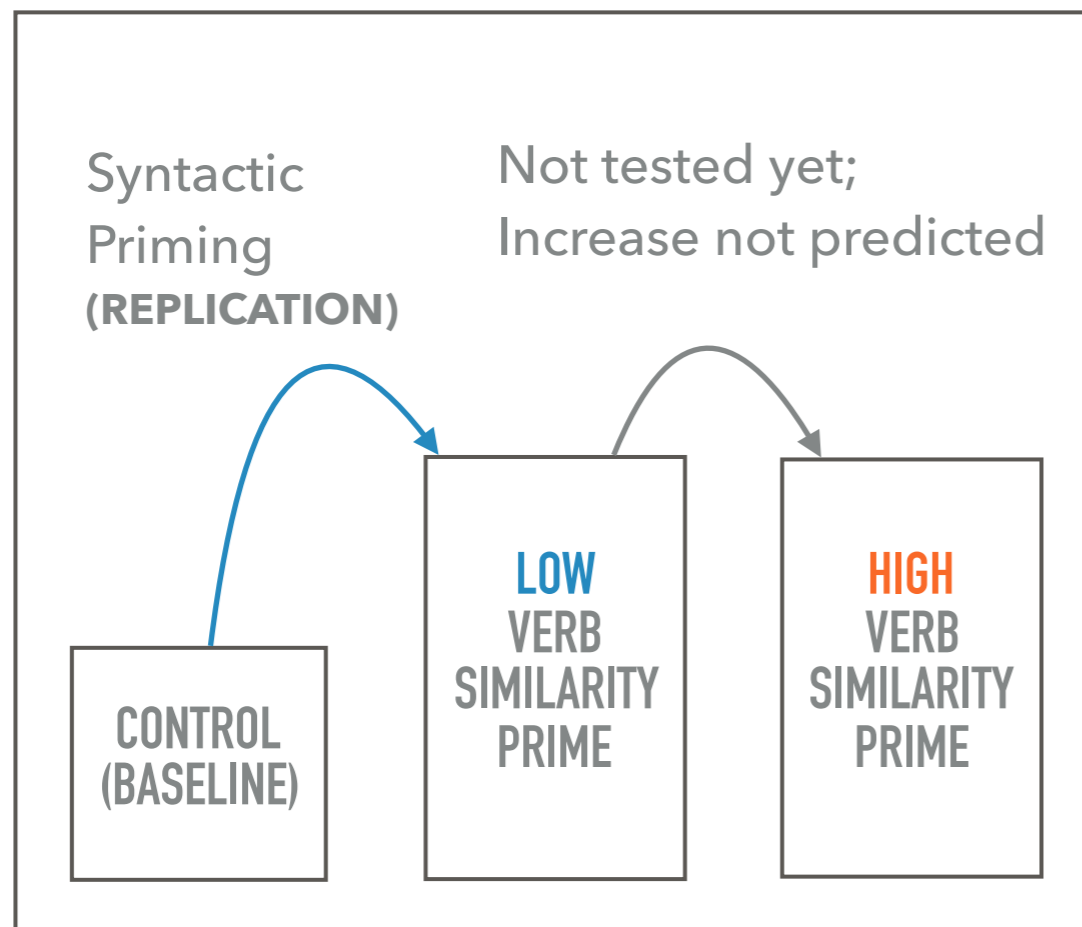 Syntactic
Priming
(REPLICATION)
Not tested yet;
Increase not predicted
CONTROL
(BASELINE)
LOW
VERB
SIMILARITY
PRIME
HIGH
VERB
SIMILARITY
PRIME